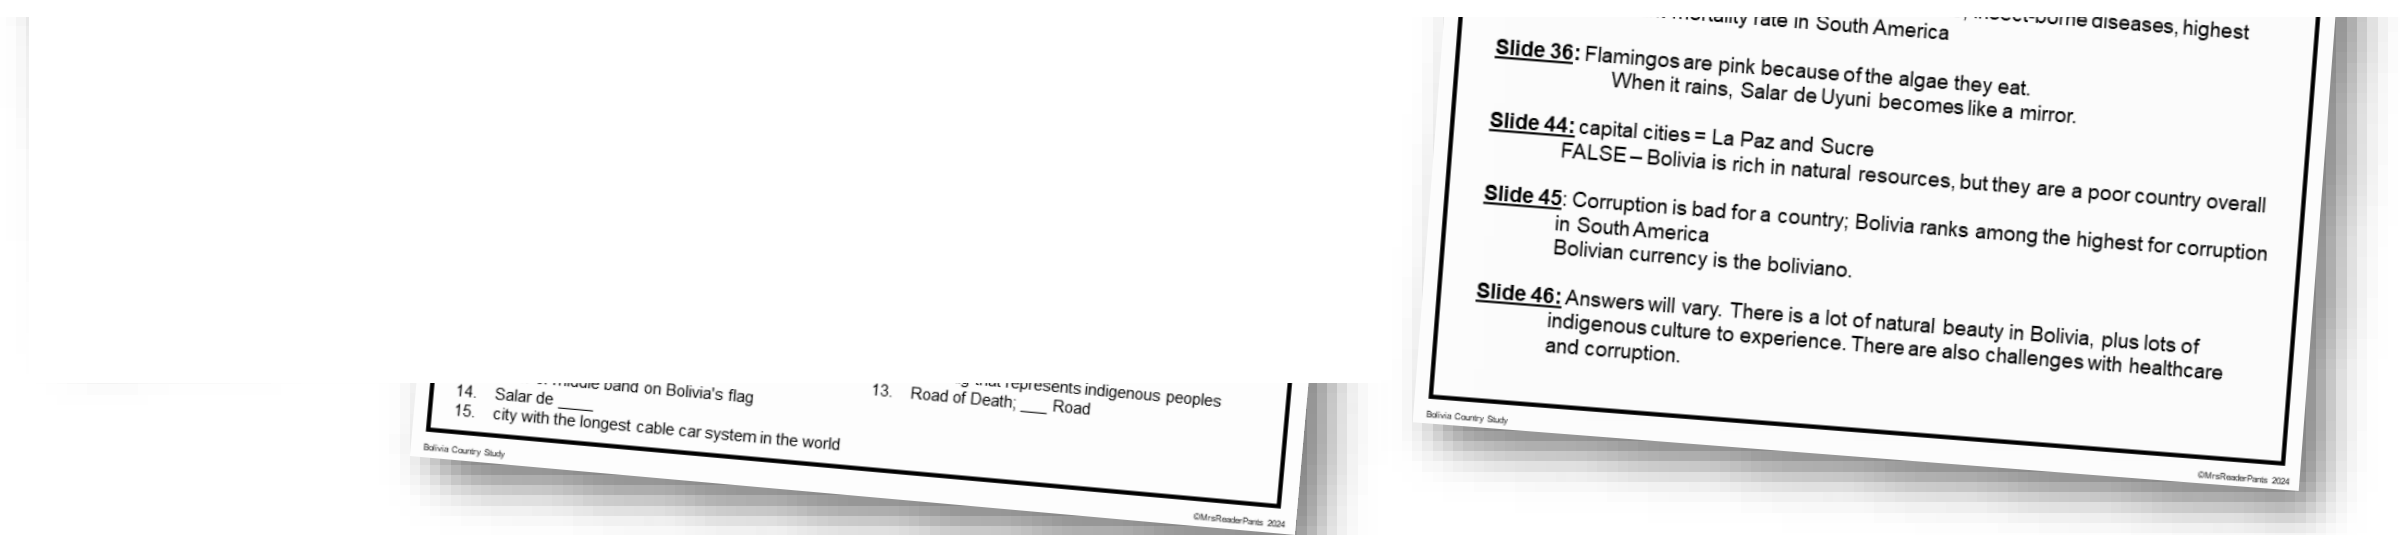 middle band on Bolivia's flag
14. Salar de ____
15. city with the longest cable car system in the world
that represents indigenous peoples
13. Road of Death; ___ Road
Bolivia Country Study
©MrsReaderPants 2024
insect-borne diseases, highest
mortality rate in South America
Slide 36: Flamingos are pink because of the algae they eat.
When it rains, Salar de Uyuni becomes like a mirror.
Slide 44: capital cities = La Paz and Sucre
FALSE – Bolivia is rich in natural resources, but they are a poor country overall
Slide 45: Corruption is bad for a country; Bolivia ranks among the highest for corruption
in South America
Bolivian currency is the boliviano.
Slide 46: Answers will vary. There is a lot of natural beauty in Bolivia, plus lots of
indigenous culture to experience. There are also challenges with healthcare
and corruption.
Bolivia Country Study
©MrsReaderPants 2024